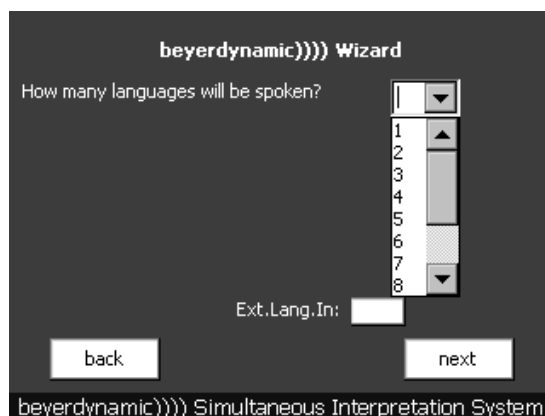 beyerdynamic)))) Wizard
How many languages will be spoken?
1
2
3
4
5
6
7
8
Ext.Lang.In:
back
next
beyerdynamic)))) Simultaneous Interpretation System